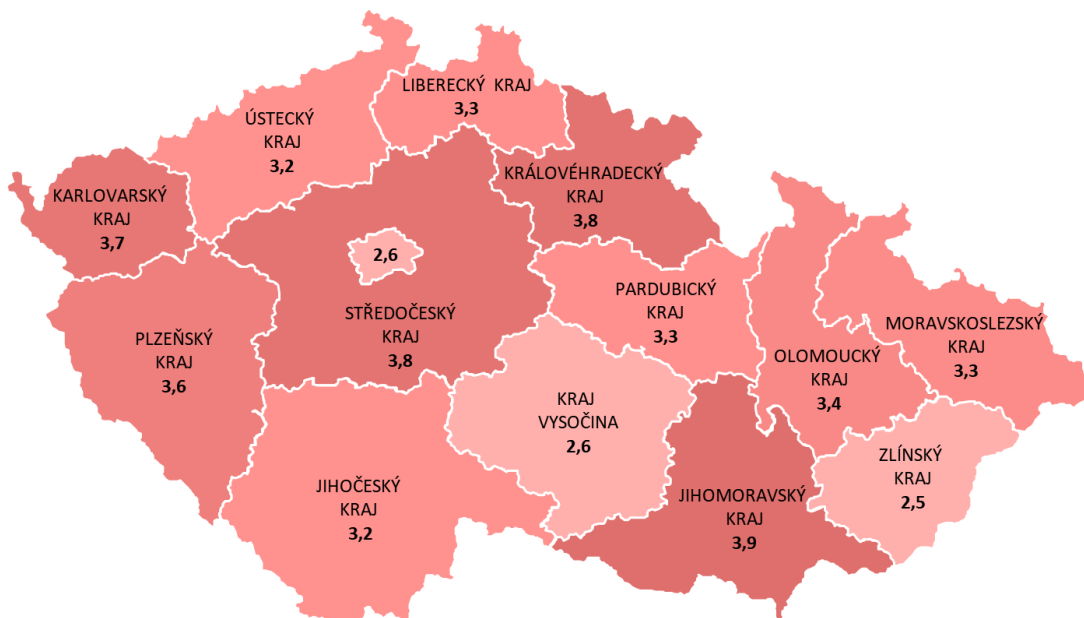 LIBERECKÝ  KRAJ
3,3
ÚSTECKÝ
KRAJ
3,2
KRÁLOVÉHRADECKÝ
KRAJ
3,8
KARLOVARSKÝ
KRAJ
3,7
2,6
STŘEDOČESKÝ
KRAJ
3,8
PARDUBICKÝ
KRAJ
3,3
PLZEŇSKÝ
KRAJ
3,6
MORAVSKOSLEZSKÝ
KRAJ
3,3
OLOMOUCKÝ
KRAJ
3,4
KRAJ
VYSOČINA
2,6
ZLÍNSKÝ
KRAJ
2,5
JIHOČESKÝ
KRAJ
3,2
JIHOMORAVSKÝ
KRAJ
3,9